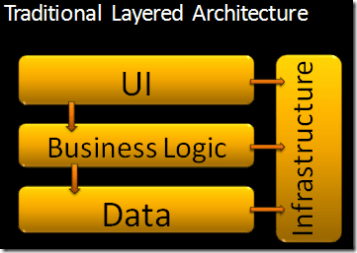 Traditional Layered Architecture
UI
Business Logic
Data
Infrastructure